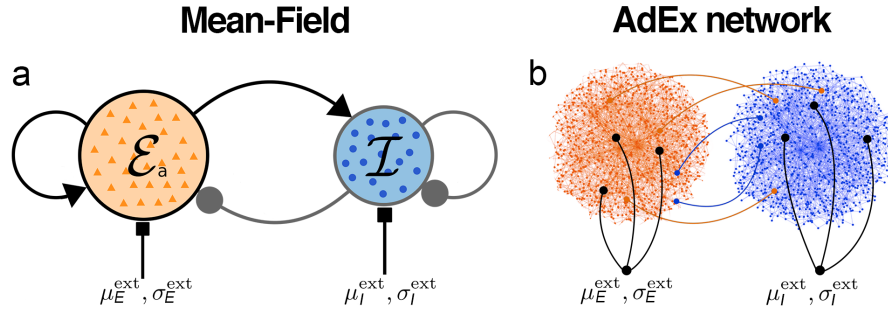 Mean-Field
AdEx network
a
b
ℰa
ℐ
μ_E^ext, σ_E^ext
μ_I^ext, σ_I^ext
μ_E^ext, σ_E^ext
μ_I^ext, σ_I^ext